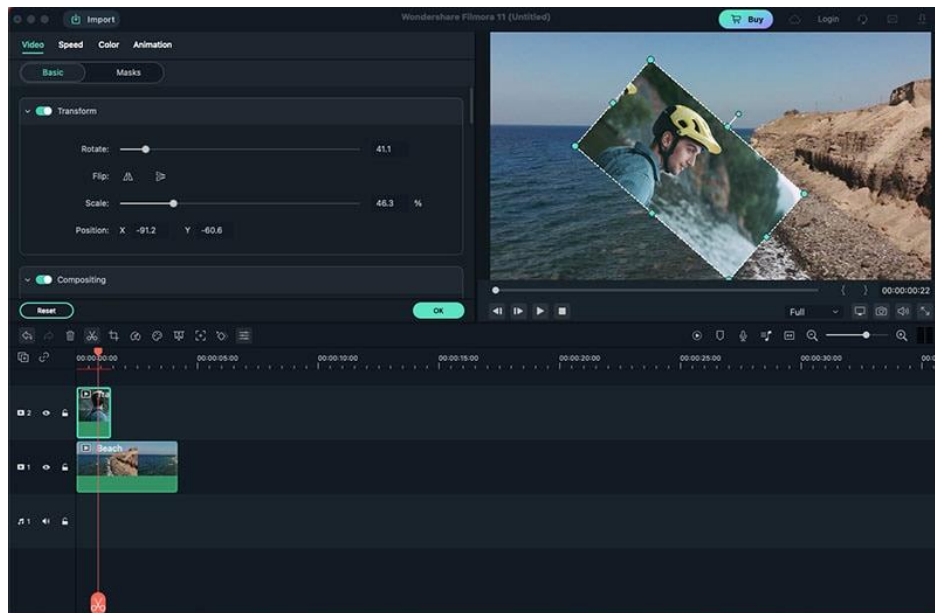 Import
Wondershare Filmora 11 (Untitled)
Buy
Login
Video Speed Color Animation
Basic Masks
Transform
Rotate: 41.1
Flip:
Scale: 46.3 %
Position: X -91.2 Y -60.6
Compositing
Reset OK
{ } 00:00:00:22
Full
00:00:00:00 00:00:05:00 00:00:10:00 00:00:15:00 00:00:20:00 00:00:25:00 00:00:30:00
2
Beach
1
1